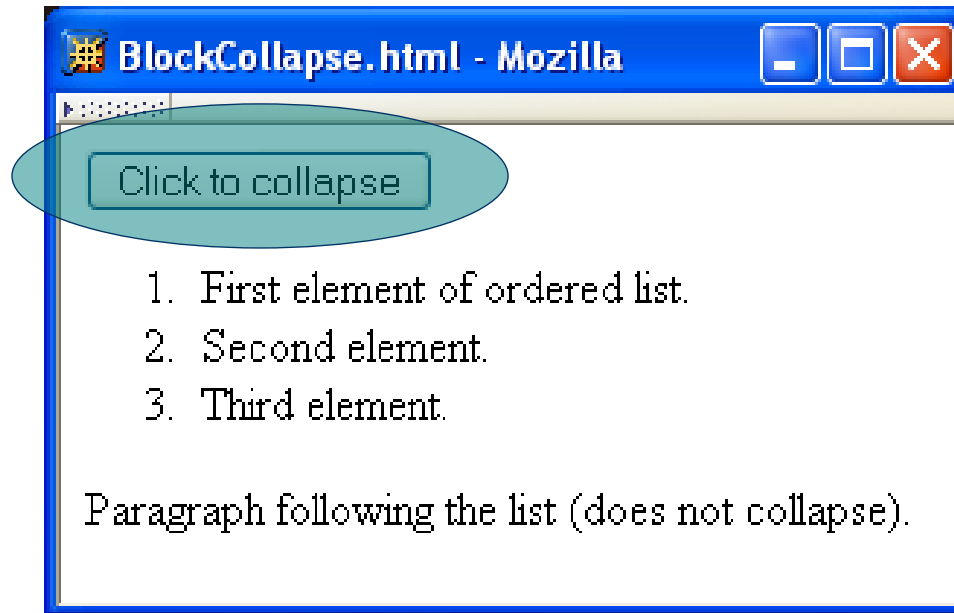 BlockCollapse.html - Mozilla
Click to collapse
1. First element of ordered list.
2. Second element.
3. Third element.
Paragraph following the list (does not collapse).